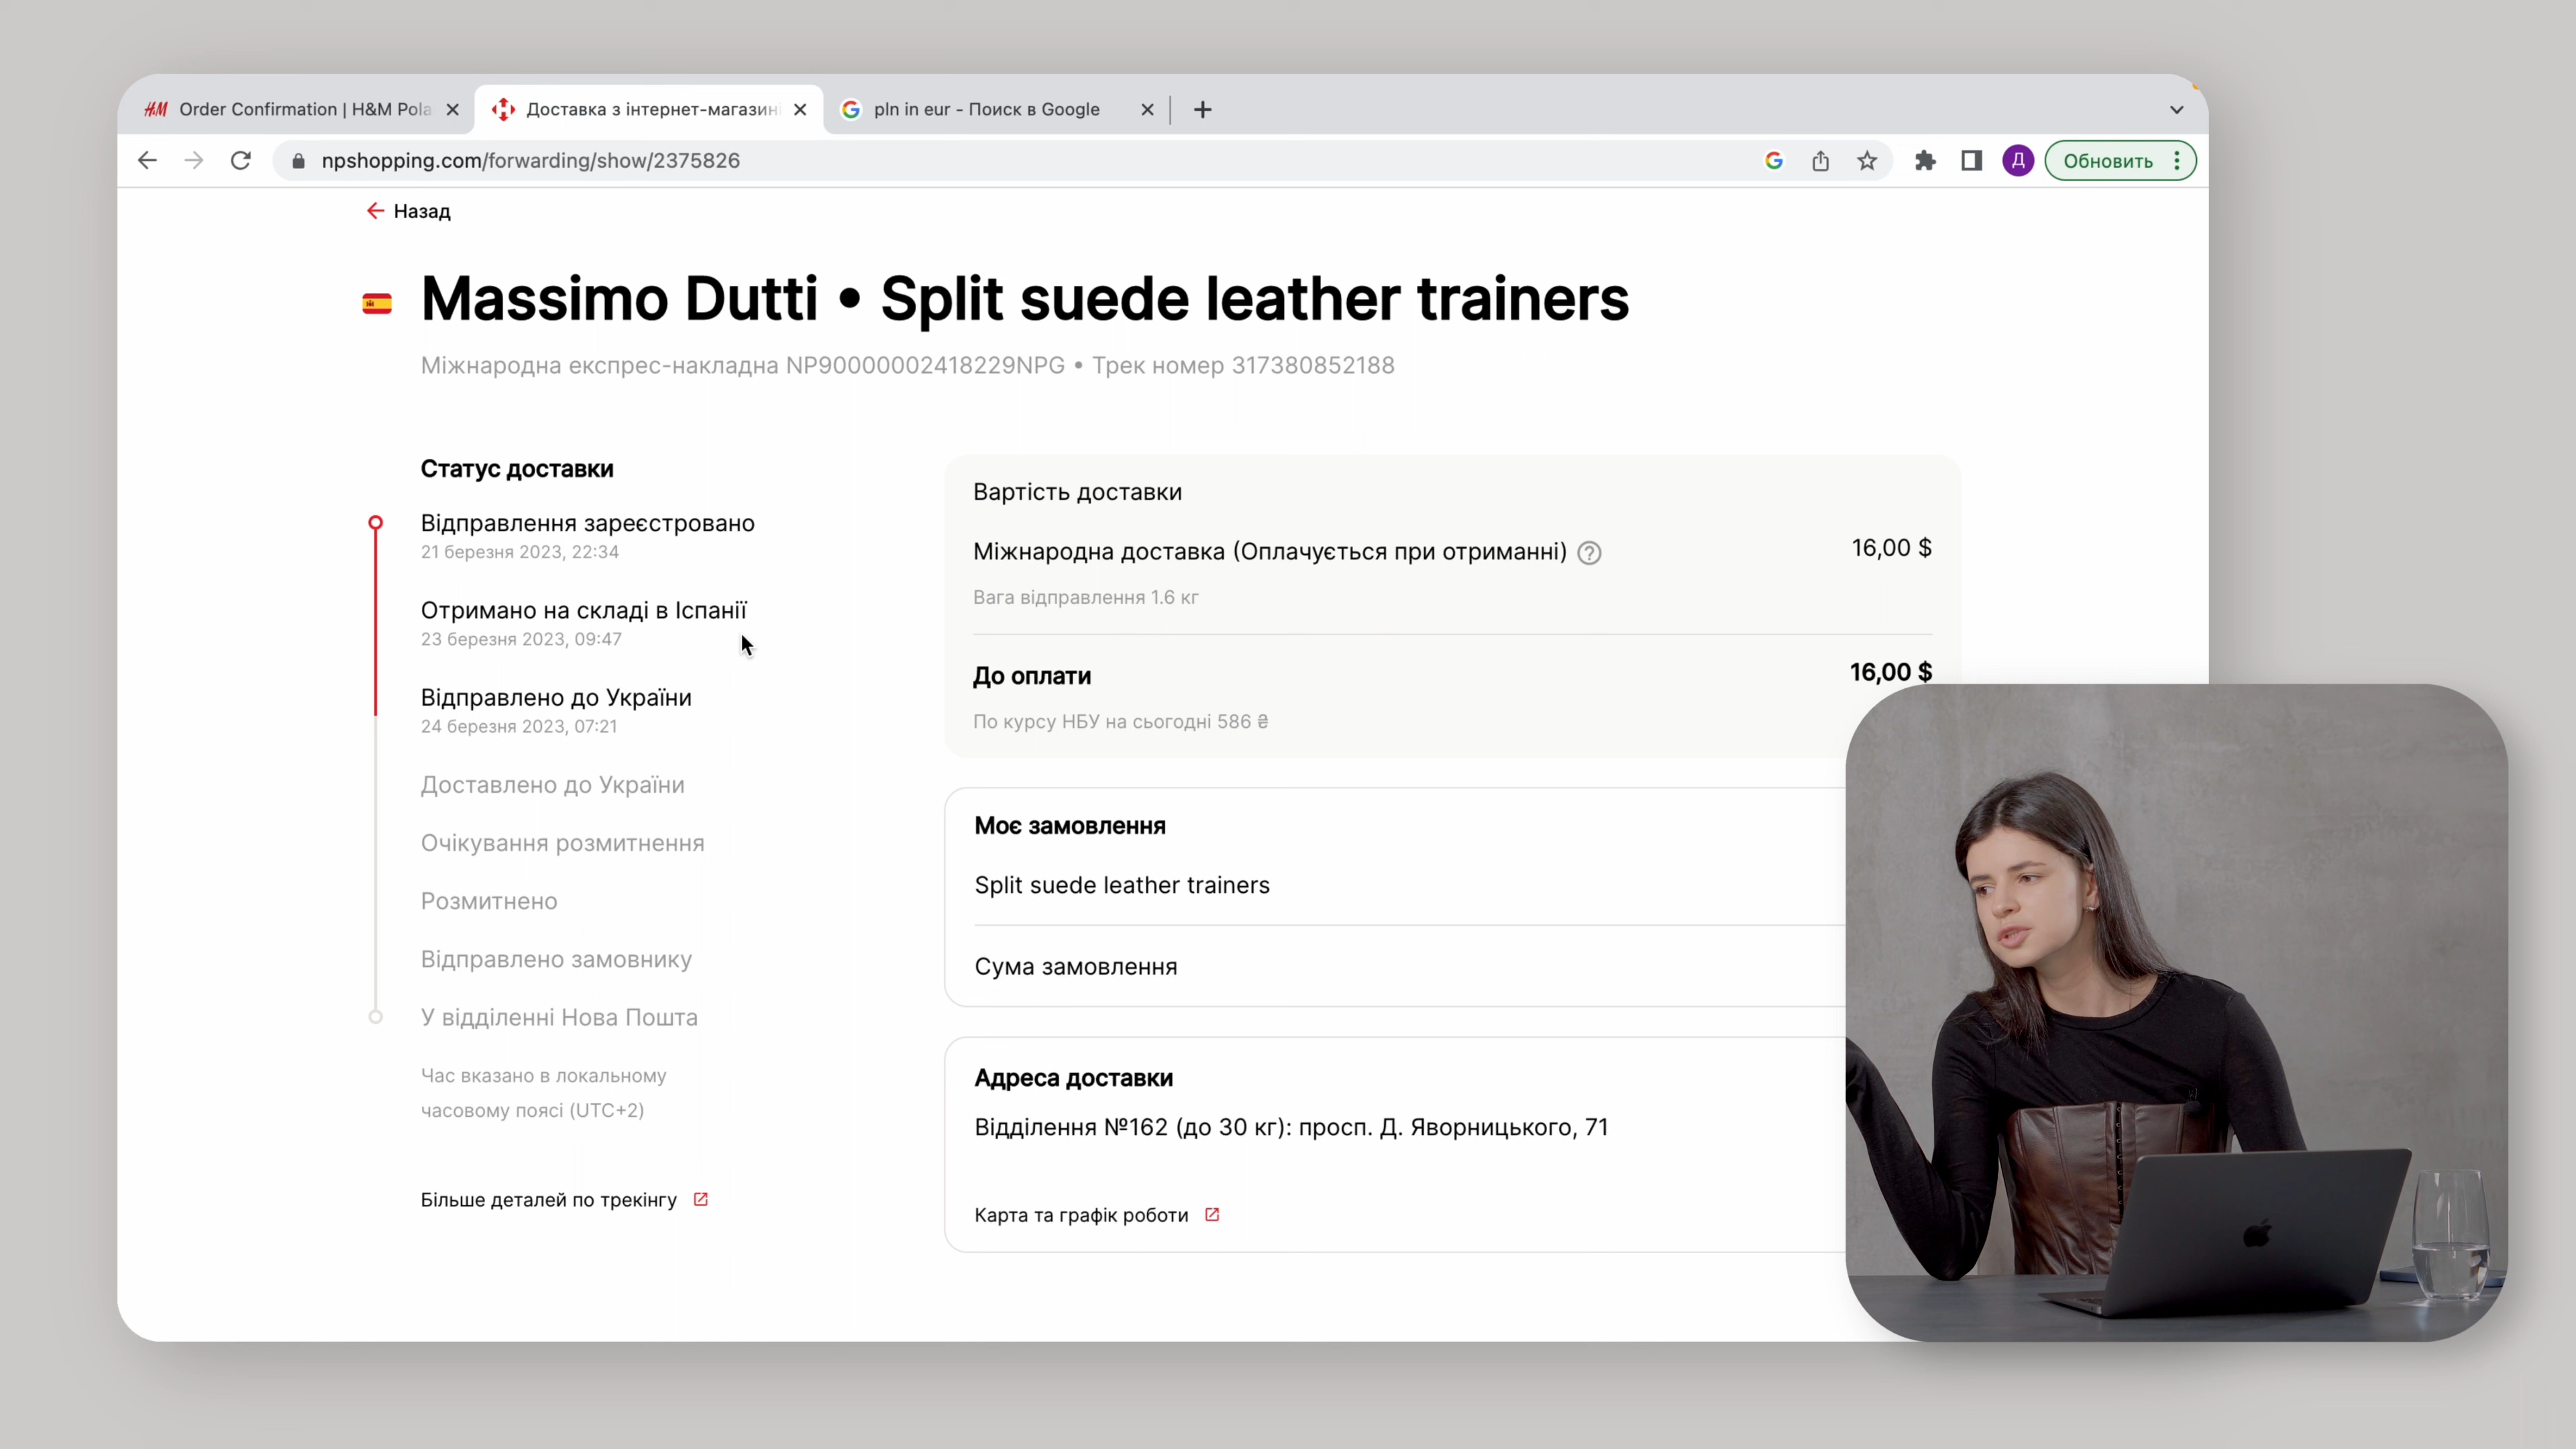 H&M Order Confirmation | H&M Pola
Доставка з інтернет-магазині
pln in eur - Поиск в Google
npshopping.com/forwarding/show/2375826
Д
Обновить
Назад
Massimo Dutti • Split suede leather trainers
Міжнародна експрес-накладна NP90000002418229NPG • Трек номер 317380852188
Статус доставки
Відправлення зареєстровано
21 березня 2023, 22:34
Отримано на складі в Іспанії
23 березня 2023, 09:47
Відправлено до України
24 березня 2023, 07:21
Доставлено до України
Очікування розмитнення
Розмитнено
Відправлено замовнику
У відділенні Нова Пошта
Час вказано в локальному
часовому поясі (UTC+2)
Більше деталей по трекінгу
Вартість доставки
Міжнародна доставка (Оплачується при отриманні) ? 16,00 $
Вага відправлення 1.6 кг
До оплати 16,00 $
По курсу НБУ на сьогодні 586 ₴
Моє замовлення
Split suede leather trainers
Сума замовлення
Адреса доставки
Відділення №162 (до 30 кг): просп. Д. Яворницького, 71
Карта та графік роботи